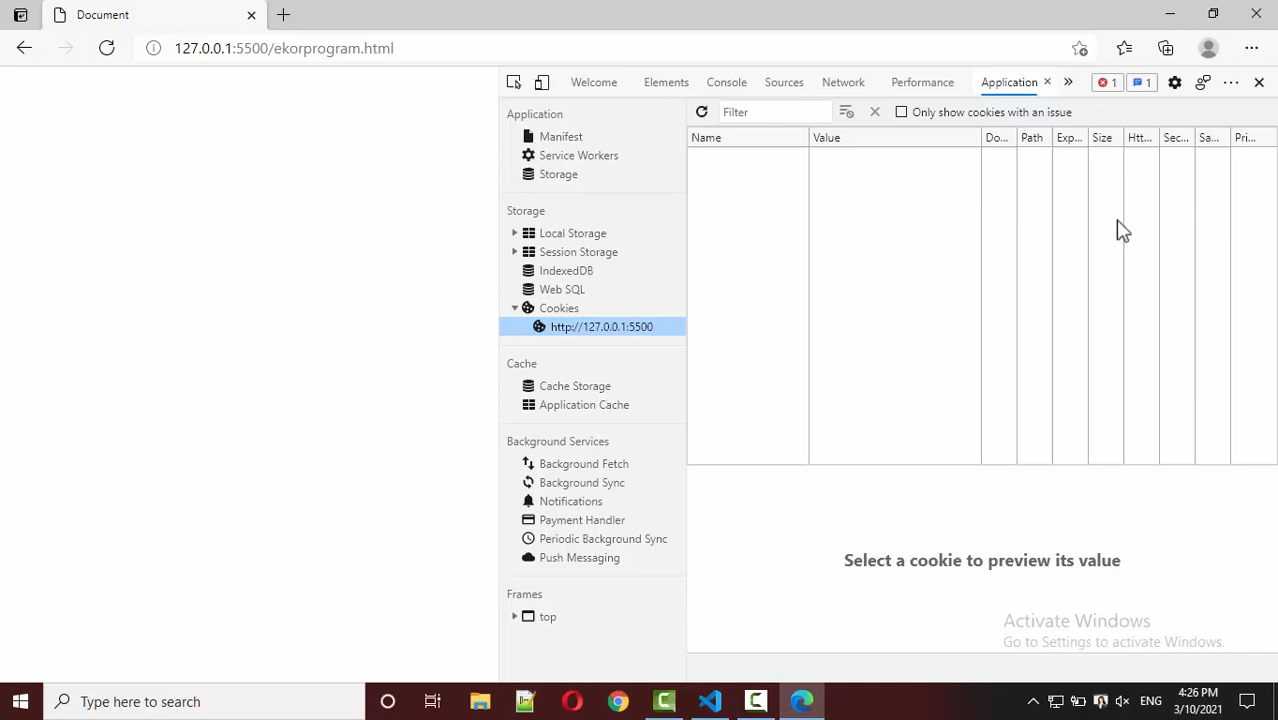 Document
127.0.0.1:5500/ekorprogram.html
Welcome Elements Console Sources Network Performance Application 1 1
Application
Manifest
Service Workers
Storage
Storage
Local Storage
Session Storage
IndexedDB
Web SQL
Cookies
http://127.0.0.1:5500
Cache
Cache Storage
Application Cache
Background Services
Background Fetch
Background Sync
Notifications
Payment Handler
Periodic Background Sync
Push Messaging
Frames
top
Filter Only show cookies with an issue
Name Value Do... Path Exp... Size Htt... Sec... Sa... Pri...
Select a cookie to preview its value
Activate Windows
Go to Settings to activate Windows.
Type here to search
ENG
4:26 PM
3/10/2021